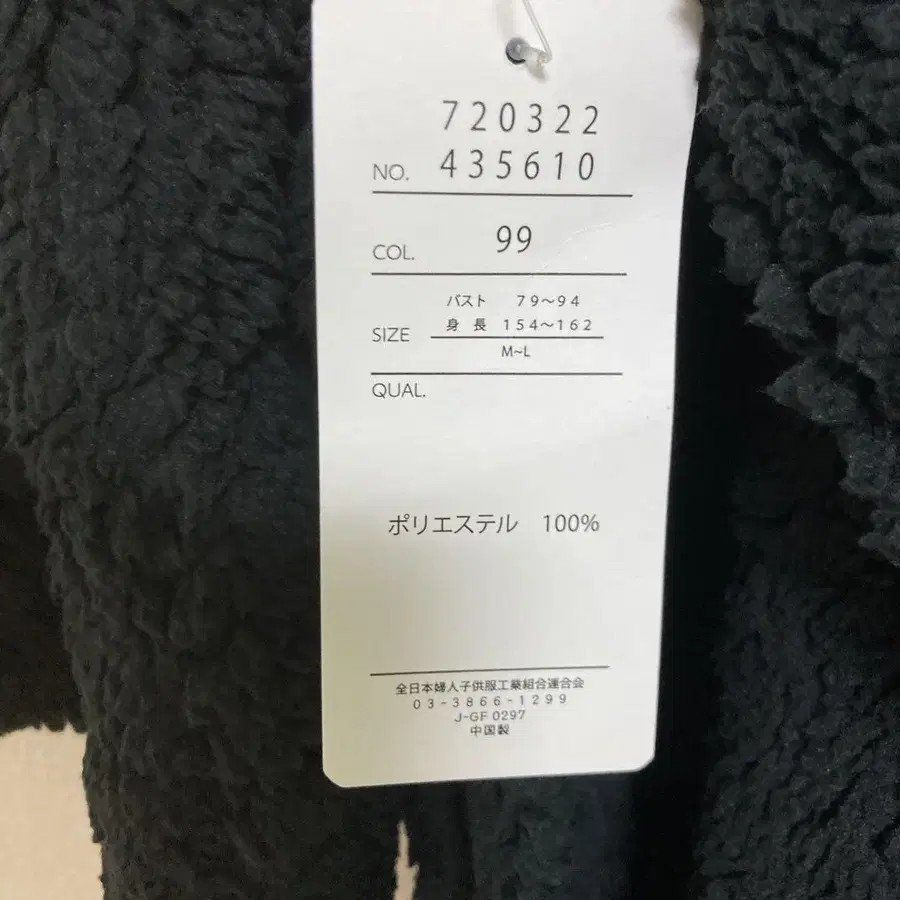 720322
NO. 435610
COL. 99
バスト 79～94
身長 154～162
SIZE
M~L
QUAL.
ポリエステル 100%
全日本婦人子供服工業組合連合会
03-3866-1299
J-GF 0297
中国製